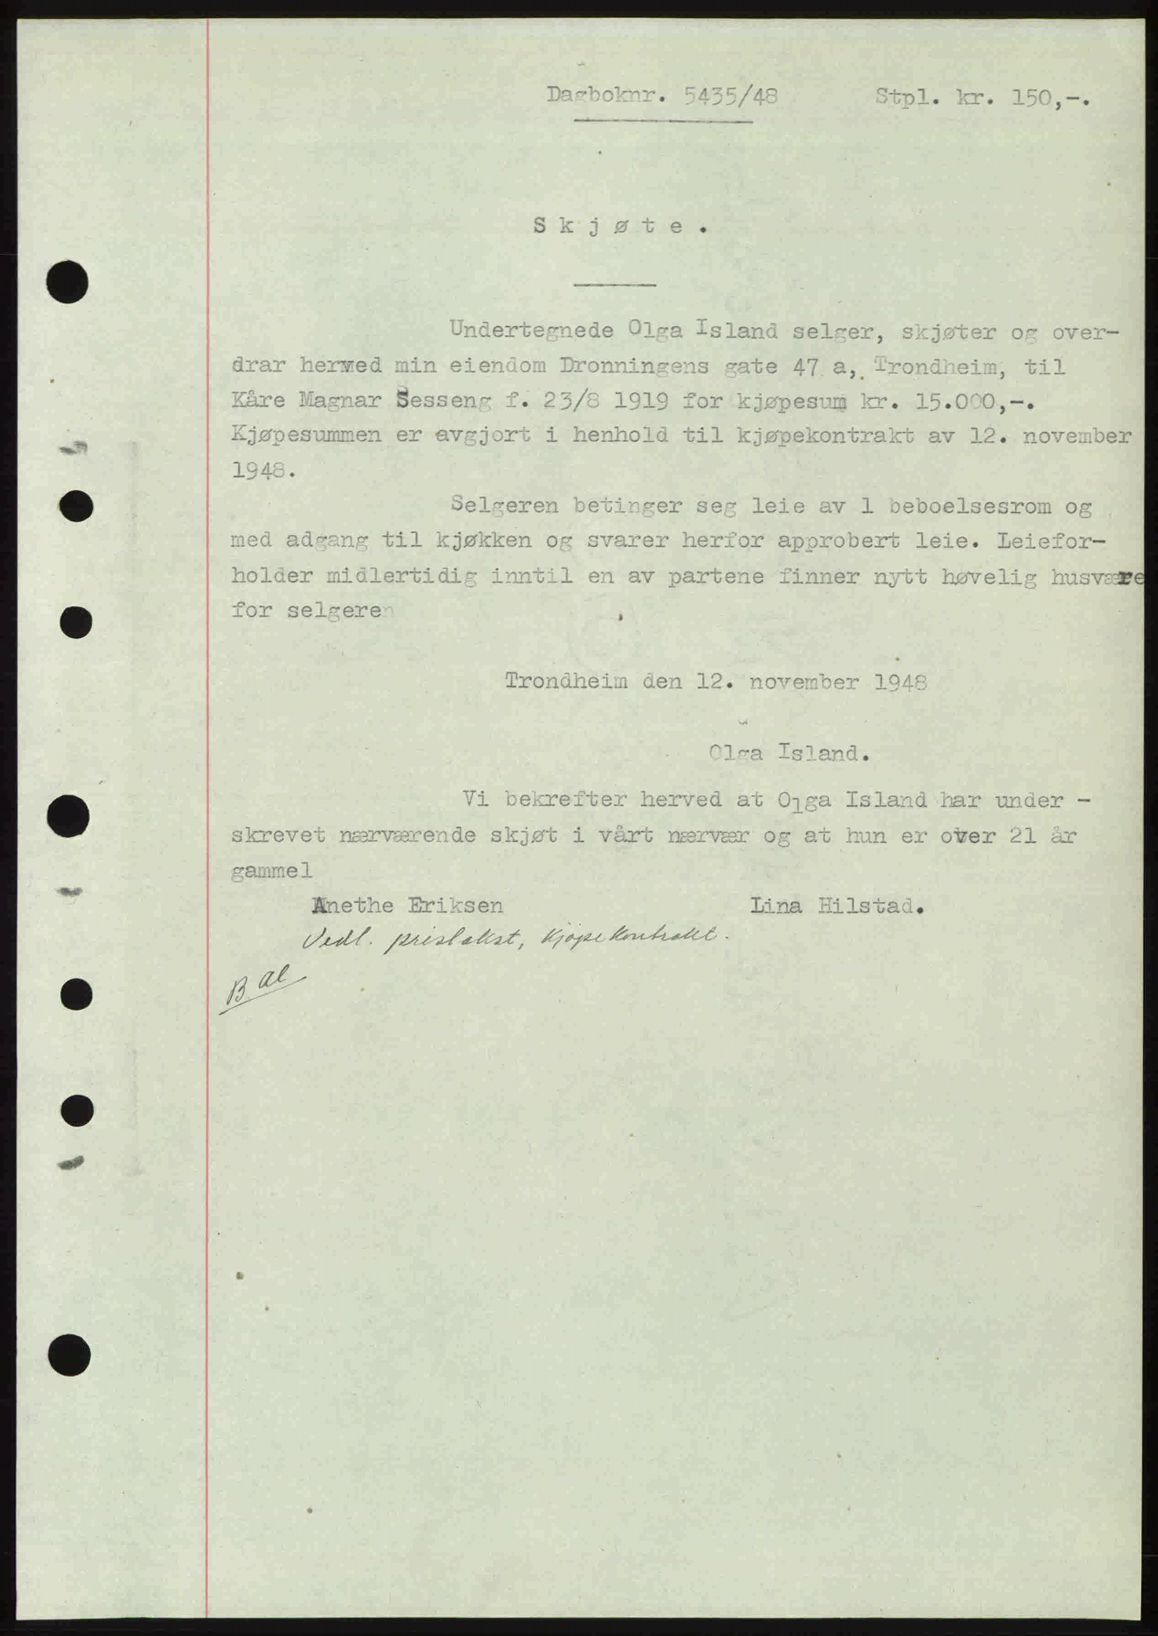 Dagboknr. 5435/48 Stpl. kr. 150,-.
Skjøte.
Undertegnede Olga Island selger, skjøter og over-
drar herved min eiendom Dronningens gate 47 a, Trondheim, til
Kåre Magnar Sesseng f. 23/8 1919 for kjøpesum kr. 15.000,-.
Kjøpesummen er avgjort i henhold til kjøpekontrakt av 12. november
1948.
Selgeren betinger seg leie av 1 beboelsesrom og
med adgang til kjøkken og svarer herfor approbert leie. Leiefor-
holder midlertidig inntil en av partene finner nytt høvelig husvære
for selgeren
Trondheim den 12. november 1948
Olga Island.
Vi bekrefter herved at Olga Island har under -
skrevet nærværende skjøt i vårt nærvær og at hun er over 21 år
gammel
Anethe Eriksen Lina Hilstad.
Vedl. pristakst, kjøpekontrakt.